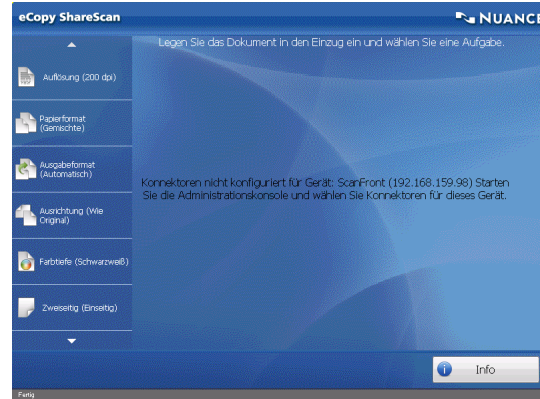 eCopy ShareScan
NUANCE
Legen Sie das Dokument in den Einzug ein und wählen Sie eine Aufgabe.
Auflösung (200 dpi)
Papierformat
(Gemischte)
Ausgabeformat
(Automatisch)
Ausrichtung (Wie
Original)
Farbtiefe (Schwarzweiß)
Zweiseitig (Einseitig)
Konnektoren nicht konfiguriert für Gerät: ScanFront (192.168.159.98) Starten
Sie die Administrationskonsole und wählen Sie Konnektoren für dieses Gerät.
Info
Fertig